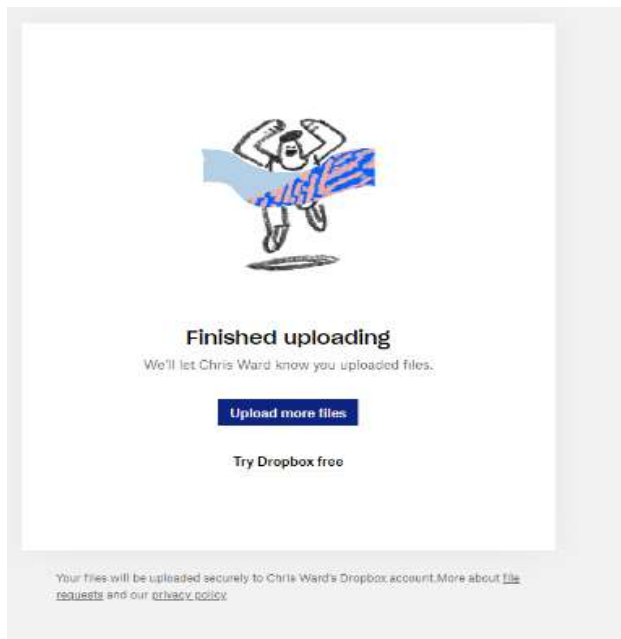 Finished uploading
We'll let Chris Ward know you uploaded files.
Upload more files
Try Dropbox free
Your files will be uploaded securely to Chris Ward's Dropbox account.More about file
requests and our privacy policy